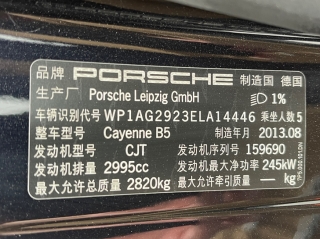 品牌 PORSCHE 制造国 德国
生产厂 Porsche Leipzig GmbH 1%
车辆识别代号 WP1AG2923ELA14446 乘坐人数 5
整车型号 Cayenne B5 制造年月 2013.08
发动机型号 CJT 发动机序列号 159690
发动机排量 2995cc 发动机最大净功率 245kW
最大允许总质量 2820kg 最大允许牵引质量 — kg